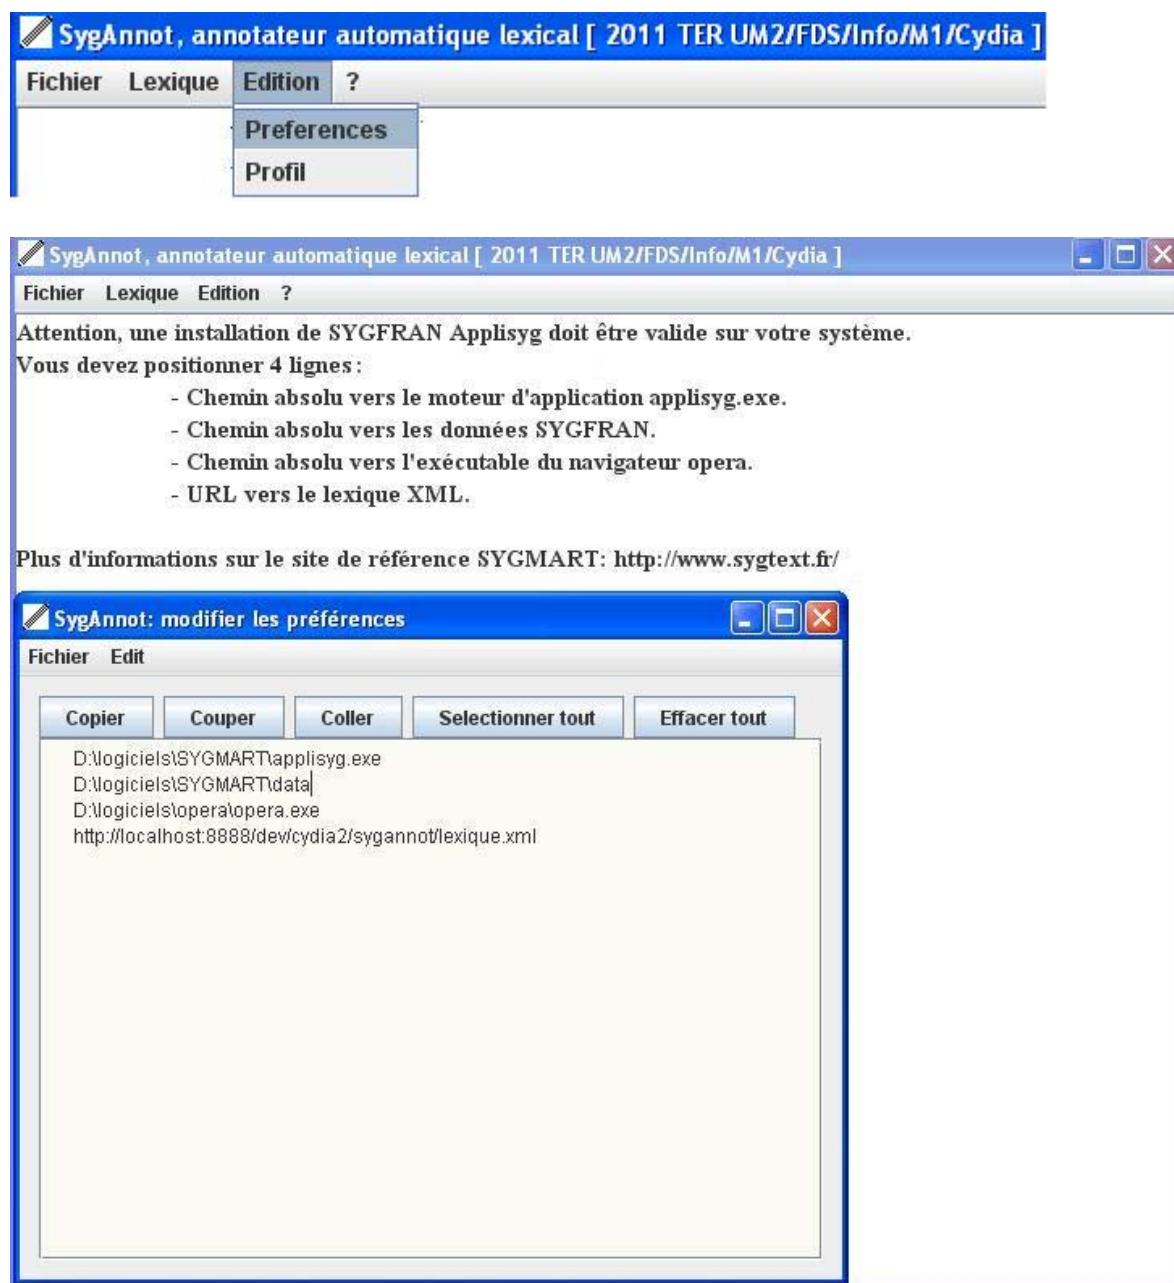 SygAnnot, annotateur automatique lexical [ 2011 TER UM2/FDS/Info/M1/Cydia ]
Fichier Lexique Edition ?
Preferences
Profil
SygAnnot, annotateur automatique lexical [ 2011 TER UM2/FDS/Info/M1/Cydia ]
Fichier Lexique Edition ?
Attention, une installation de SYGFRAN Applisyg doit être valide sur votre système.
Vous devez positionner 4 lignes :
- Chemin absolu vers le moteur d'application applisyg.exe.
- Chemin absolu vers les données SYGFRAN.
- Chemin absolu vers l'exécutable du navigateur opera.
- URL vers le lexique XML.
Plus d'informations sur le site de référence SYGMART: http://www.sygtext.fr/
SygAnnot: modifier les préférences
Fichier Edit
Copier Couper Coller Selectionner tout Effacer tout
D:\logiciels\SYGMART\applisyg.exe
D:\logiciels\SYGMART\data
D:\logiciels\opera\opera.exe
http://localhost:8888/dev/cydia2/sygannot/lexique.xml